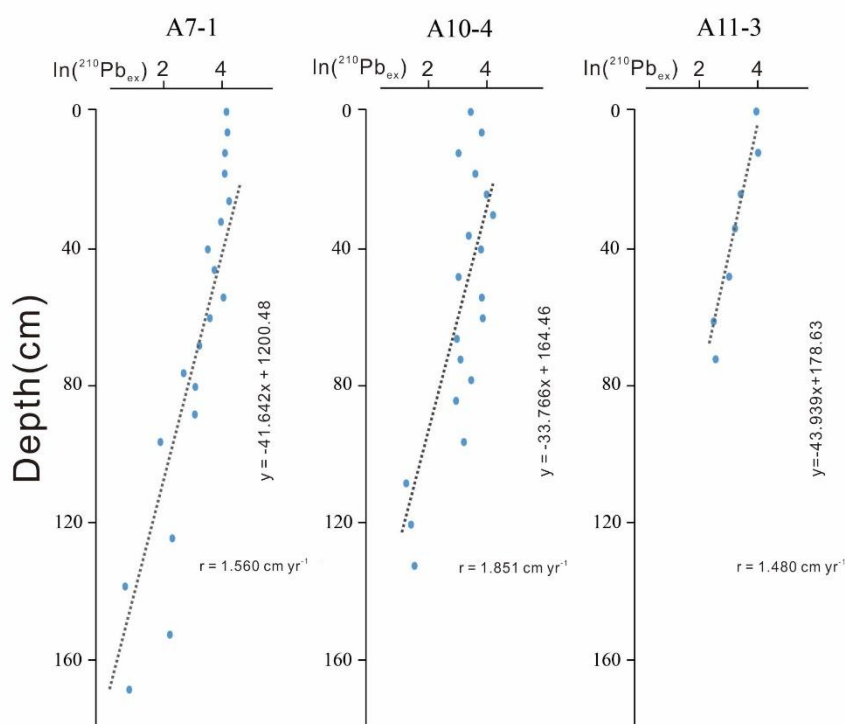 A7-1
A10-4
A11-3
ln(²¹⁰Pbₑₓ) 2 4
ln(²¹⁰Pbₑₓ) 2 4
ln(²¹⁰Pbₑₓ) 2 4
Depth(cm)
0
40
80
120
160
y = -41.642x + 1200.48
r = 1.560 cm yr⁻¹
0
40
80
120
160
y = -33.766x + 164.46
r = 1.851 cm yr⁻¹
0
40
80
120
160
y=-43.939x+178.63
r = 1.480 cm yr⁻¹